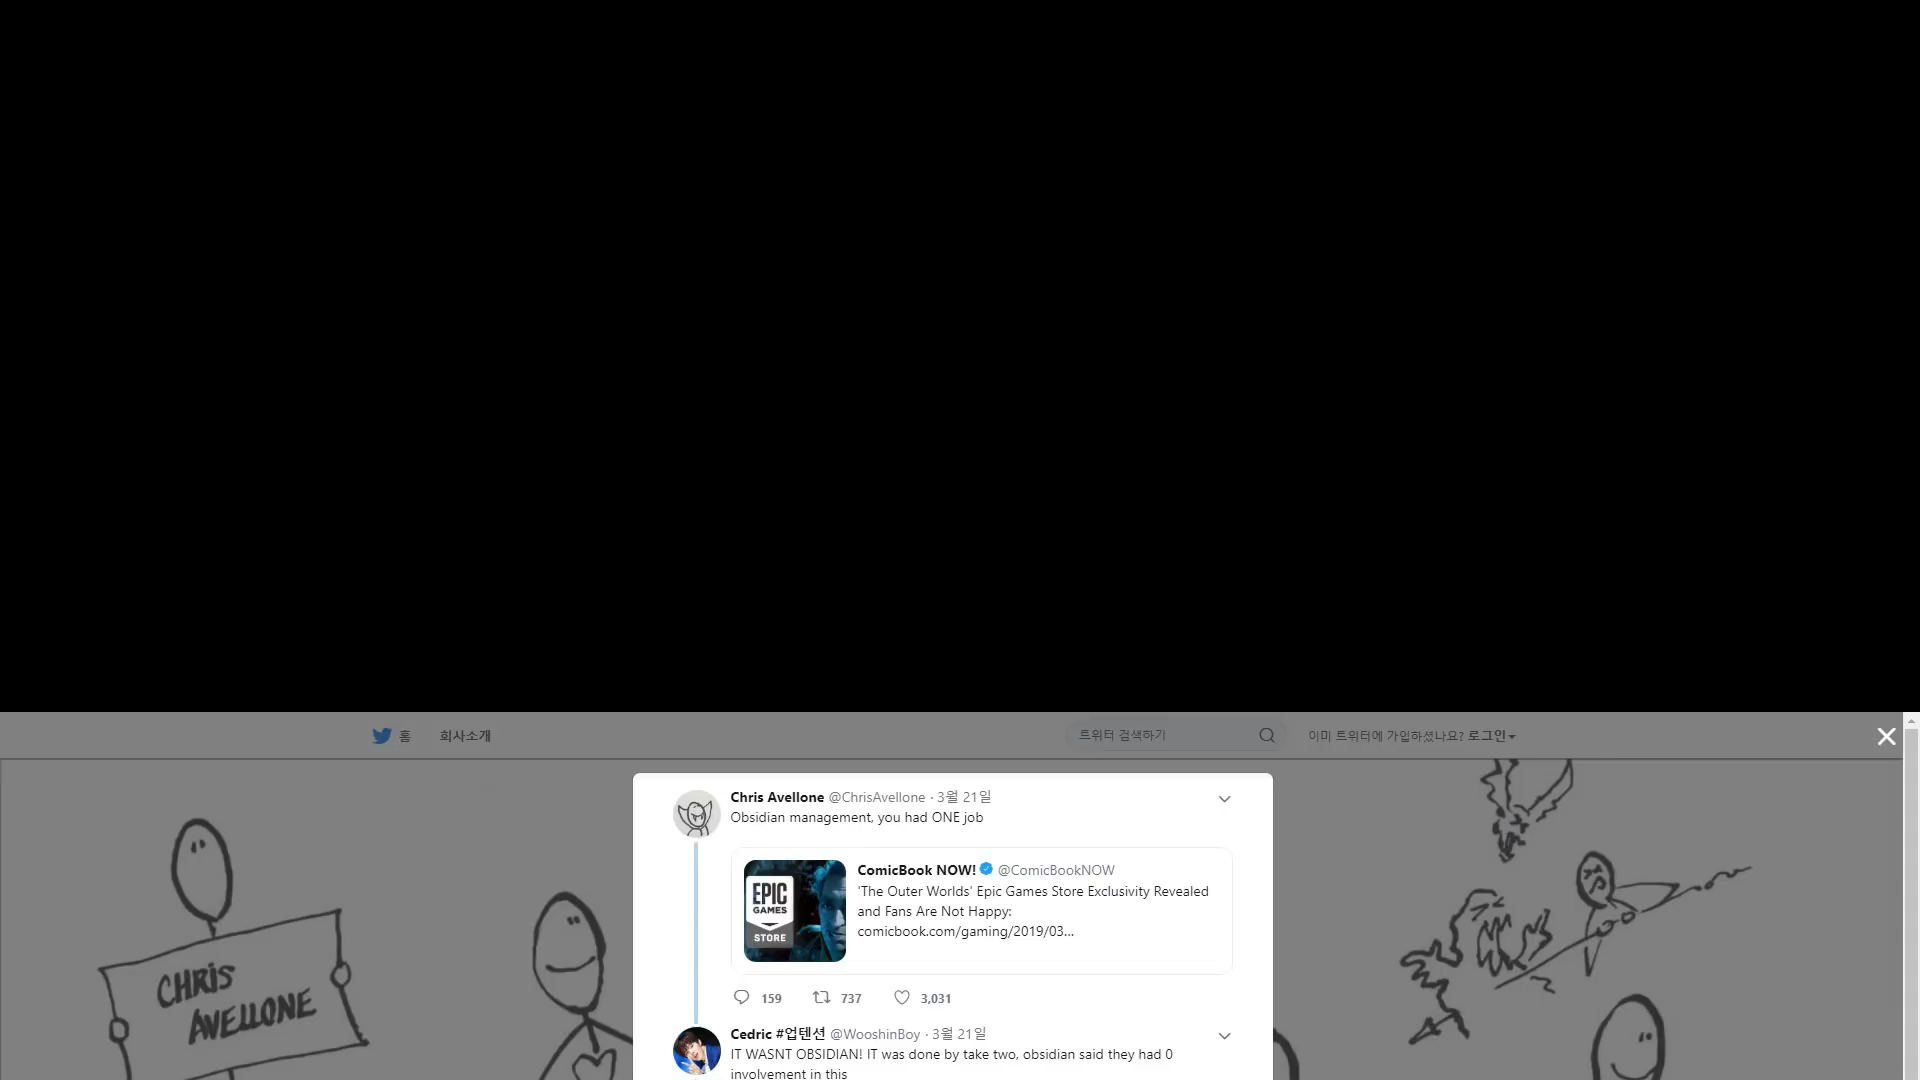 홈 회사소개 트위터 검색하기 이미 트위터에 가입하셨나요? 로그인
Chris Avellone @ChrisAvellone · 3월 21일
Obsidian management, you had ONE job
ComicBook NOW! @ComicBookNOW
'The Outer Worlds' Epic Games Store Exclusivity Revealed
and Fans Are Not Happy:
comicbook.com/gaming/2019/03...
EPIC
GAMES
STORE
159 737 3,031
Cedric #업텐션 @WooshinBoy · 3월 21일
IT WASNT OBSIDIAN! IT was done by take two, obsidian said they had 0
involvement in this
CHRIS
AVELLONE